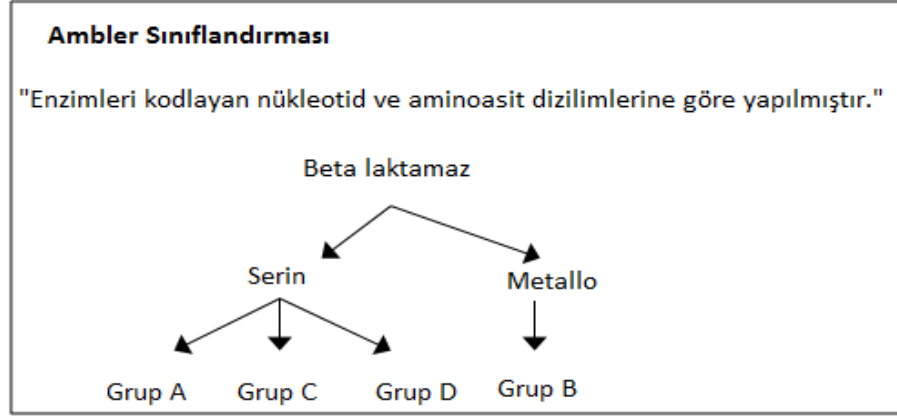 Ambler Sınıflandırması
"Enzimleri kodlayan nükleotid ve aminoasit dizilimlerine göre yapılmıştır."
Beta laktamaz
Serin Metallo
Grup A Grup C Grup D Grup B